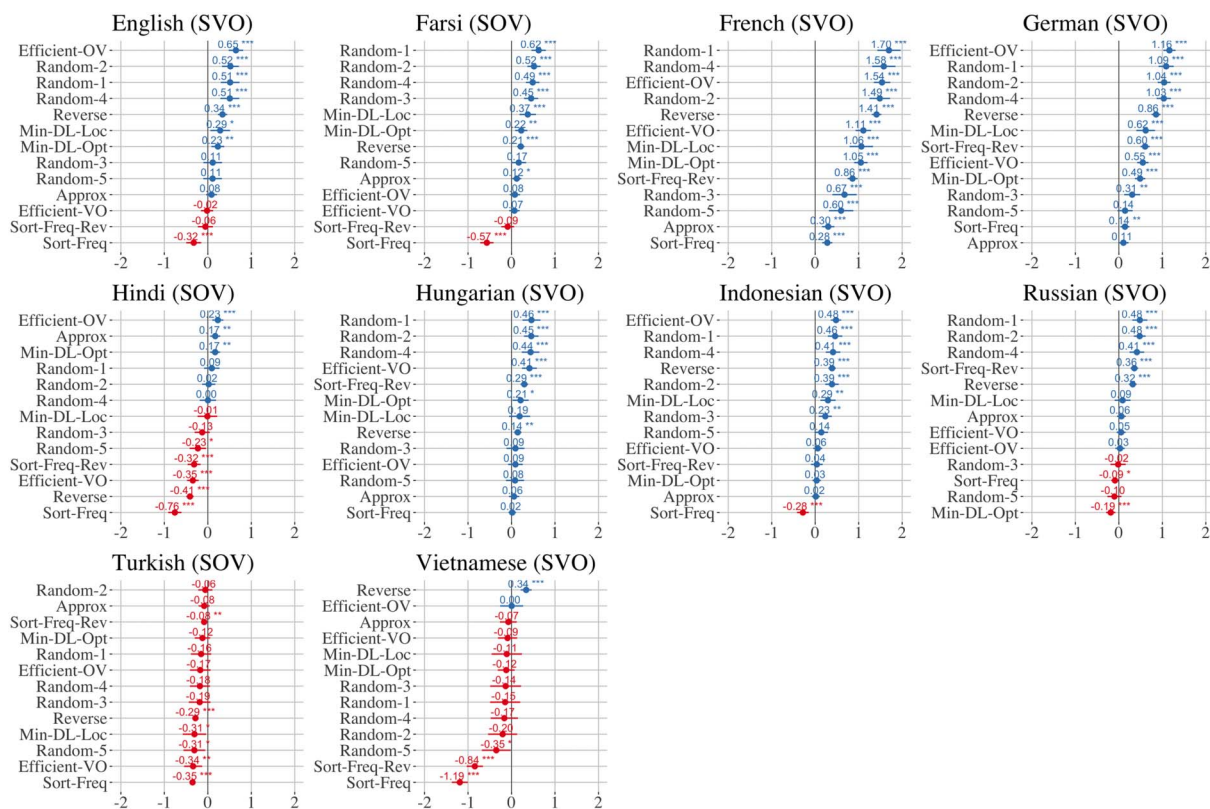 English (SVO)
Efficient-OV 0.65 ***
Random-2 0.52 ***
Random-1 0.51 ***
Random-4 0.51 ***
Reverse 0.34 ***
Min-DL-Loc 0.29 *
Min-DL-Opt 0.23 **
Random-3 0.11
Random-5 0.11
Approx 0.08
Efficient-VO -0.02
Sort-Freq-Rev -0.06
Sort-Freq -0.32 ***
-2 -1 0 1 2
Farsi (SOV)
Random-1 0.62 ***
Random-2 0.52 ***
Random-4 0.49 ***
Random-3 0.45 ***
Min-DL-Loc 0.37 ***
Min-DL-Opt 0.22 **
Reverse 0.21 ***
Random-5 0.17
Approx 0.12 *
Efficient-OV 0.08
Efficient-VO 0.07
Sort-Freq-Rev -0.09
Sort-Freq -0.57 ***
-2 -1 0 1 2
French (SVO)
Random-1 1.70 ***
Random-4 1.58 ***
Efficient-OV 1.54 ***
Random-2 1.49 ***
Reverse 1.41 ***
Efficient-VO 1.11 ***
Min-DL-Loc 1.06 ***
Min-DL-Opt 1.05 ***
Sort-Freq-Rev 0.86 ***
Random-3 0.67 ***
Random-5 0.60 ***
Approx 0.30 ***
Sort-Freq 0.28 ***
-2 -1 0 1 2
German (SVO)
Efficient-OV 1.16 ***
Random-1 1.09 ***
Random-2 1.04 ***
Random-4 1.03 ***
Reverse 0.86 ***
Min-DL-Loc 0.62 ***
Sort-Freq-Rev 0.60 ***
Efficient-VO 0.55 ***
Min-DL-Opt 0.49 ***
Random-3 0.31 **
Random-5 0.14
Sort-Freq 0.14 **
Approx 0.11
-2 -1 0 1 2
Hindi (SOV)
Efficient-OV 0.23 ***
Approx 0.17 **
Min-DL-Opt 0.17 **
Random-1 0.09
Random-2 0.02
Random-4 0.00
Min-DL-Loc -0.01
Random-3 -0.13
Random-5 -0.23 *
Sort-Freq-Rev -0.32 ***
Efficient-VO -0.35 ***
Reverse -0.41 ***
Sort-Freq -0.76 ***
-2 -1 0 1 2
Hungarian (SVO)
Random-1 0.46 ***
Random-2 0.45 ***
Random-4 0.44 ***
Efficient-VO 0.41 ***
Sort-Freq-Rev 0.29 ***
Min-DL-Opt 0.21 *
Min-DL-Loc 0.19
Reverse 0.14 **
Random-3 0.09
Efficient-OV 0.09
Random-5 0.08
Approx 0.06
Sort-Freq 0.02
-2 -1 0 1 2
Indonesian (SVO)
Efficient-OV 0.48 ***
Random-1 0.46 ***
Random-4 0.41 ***
Reverse 0.39 ***
Random-2 0.39 ***
Min-DL-Loc 0.29 **
Random-3 0.23 **
Random-5 0.14
Efficient-VO 0.06
Sort-Freq-Rev 0.04
Min-DL-Opt 0.03
Approx 0.02
Sort-Freq -0.28 ***
-2 -1 0 1 2
Russian (SVO)
Random-1 0.48 ***
Random-2 0.48 ***
Random-4 0.41 ***
Sort-Freq-Rev 0.36 ***
Reverse 0.32 ***
Min-DL-Loc 0.09
Approx 0.06
Efficient-VO 0.05
Efficient-OV 0.03
Random-3 -0.02
Sort-Freq -0.09 *
Random-5 -0.10
Min-DL-Opt -0.19 ***
-2 -1 0 1 2
Turkish (SOV)
Random-2 -0.06
Approx -0.08
Sort-Freq-Rev -0.08 **
Min-DL-Opt -0.12
Random-1 -0.16
Efficient-OV -0.17
Random-4 -0.18
Random-3 -0.19
Reverse -0.29 ***
Min-DL-Loc -0.31 *
Random-5 -0.31 *
Efficient-VO -0.34 **
Sort-Freq -0.35 ***
-2 -1 0 1 2
Vietnamese (SVO)
Reverse 0.34 ***
Efficient-OV 0.00
Approx -0.07
Efficient-VO -0.09
Min-DL-Loc -0.11
Min-DL-Opt -0.12
Random-3 -0.14
Random-1 -0.15
Random-4 -0.17
Random-2 -0.20
Random-5 -0.35 *
Sort-Freq-Rev -0.84 ***
Sort-Freq -1.19 ***
-2 -1 0 1 2